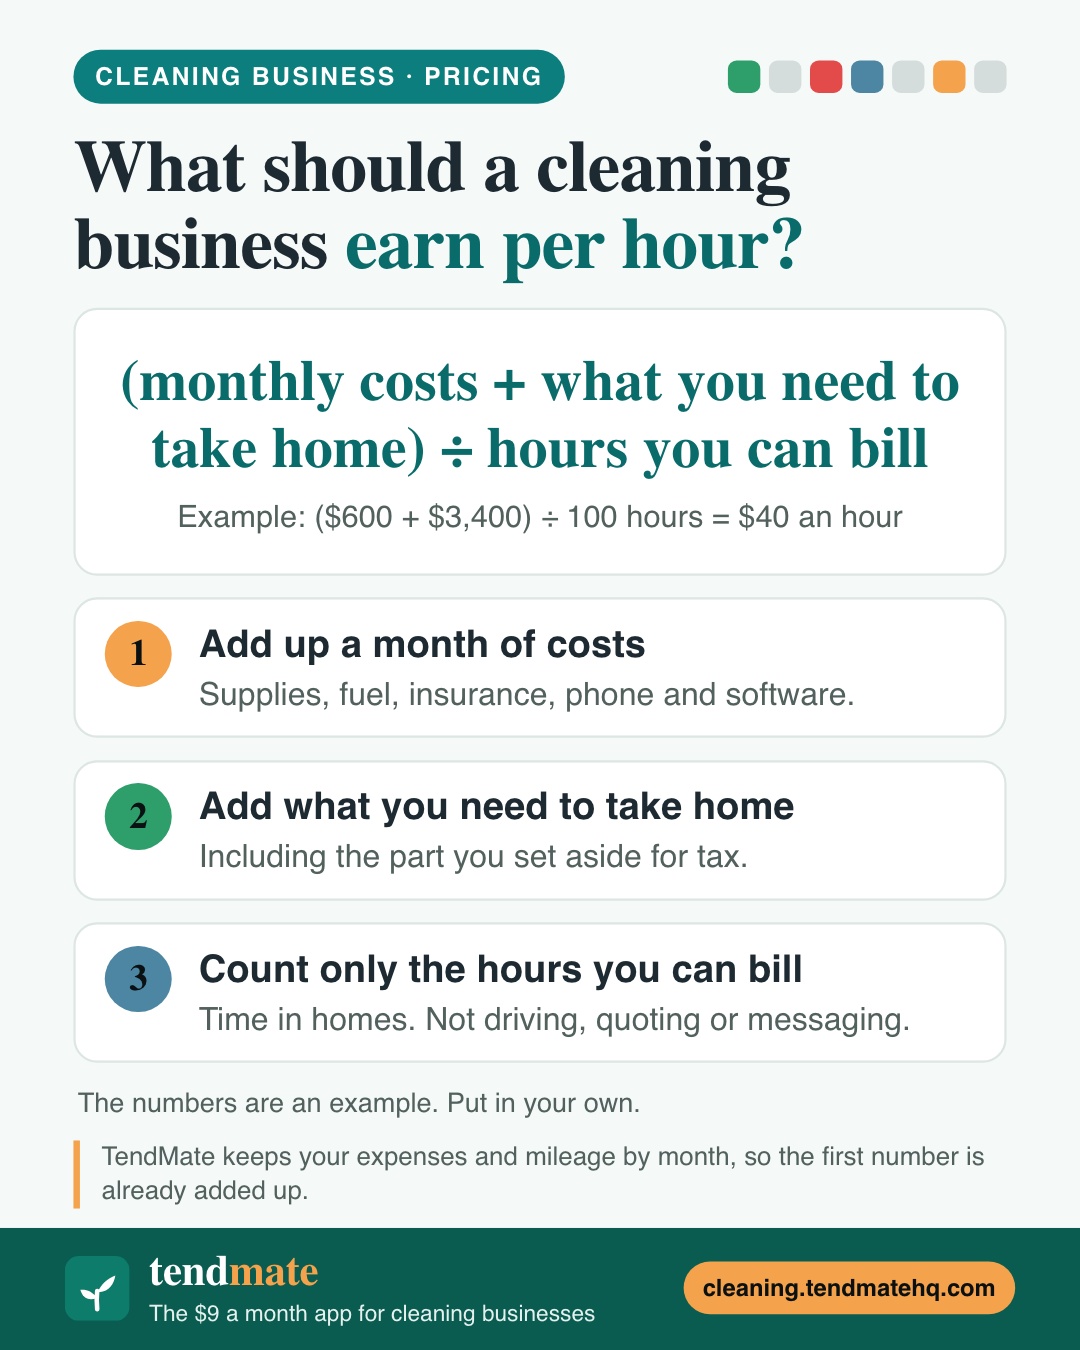 CLEANING BUSINESS · PRICING
What should a cleaning
business earn per hour?
(monthly costs + what you need to
take home) ÷ hours you can bill
Example: ($600 + $3,400) ÷ 100 hours = $40 an hour
1
Add up a month of costs
Supplies, fuel, insurance, phone and software.
2
Add what you need to take home
Including the part you set aside for tax.
3
Count only the hours you can bill
Time in homes. Not driving, quoting or messaging.
The numbers are an example. Put in your own.
TendMate keeps your expenses and mileage by month, so the first number is
already added up.
tendmate
The $9 a month app for cleaning businesses
cleaning.tendmatehq.com